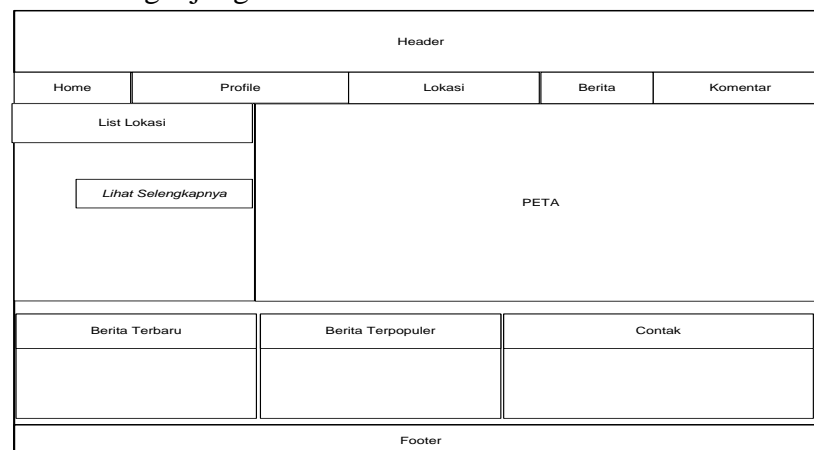 Header
Home Profile Lokasi Berita Komentar
List Lokasi
Lihat Selengkapnya
PETA
Berita Terbaru Berita Terpopuler Contak
Footer